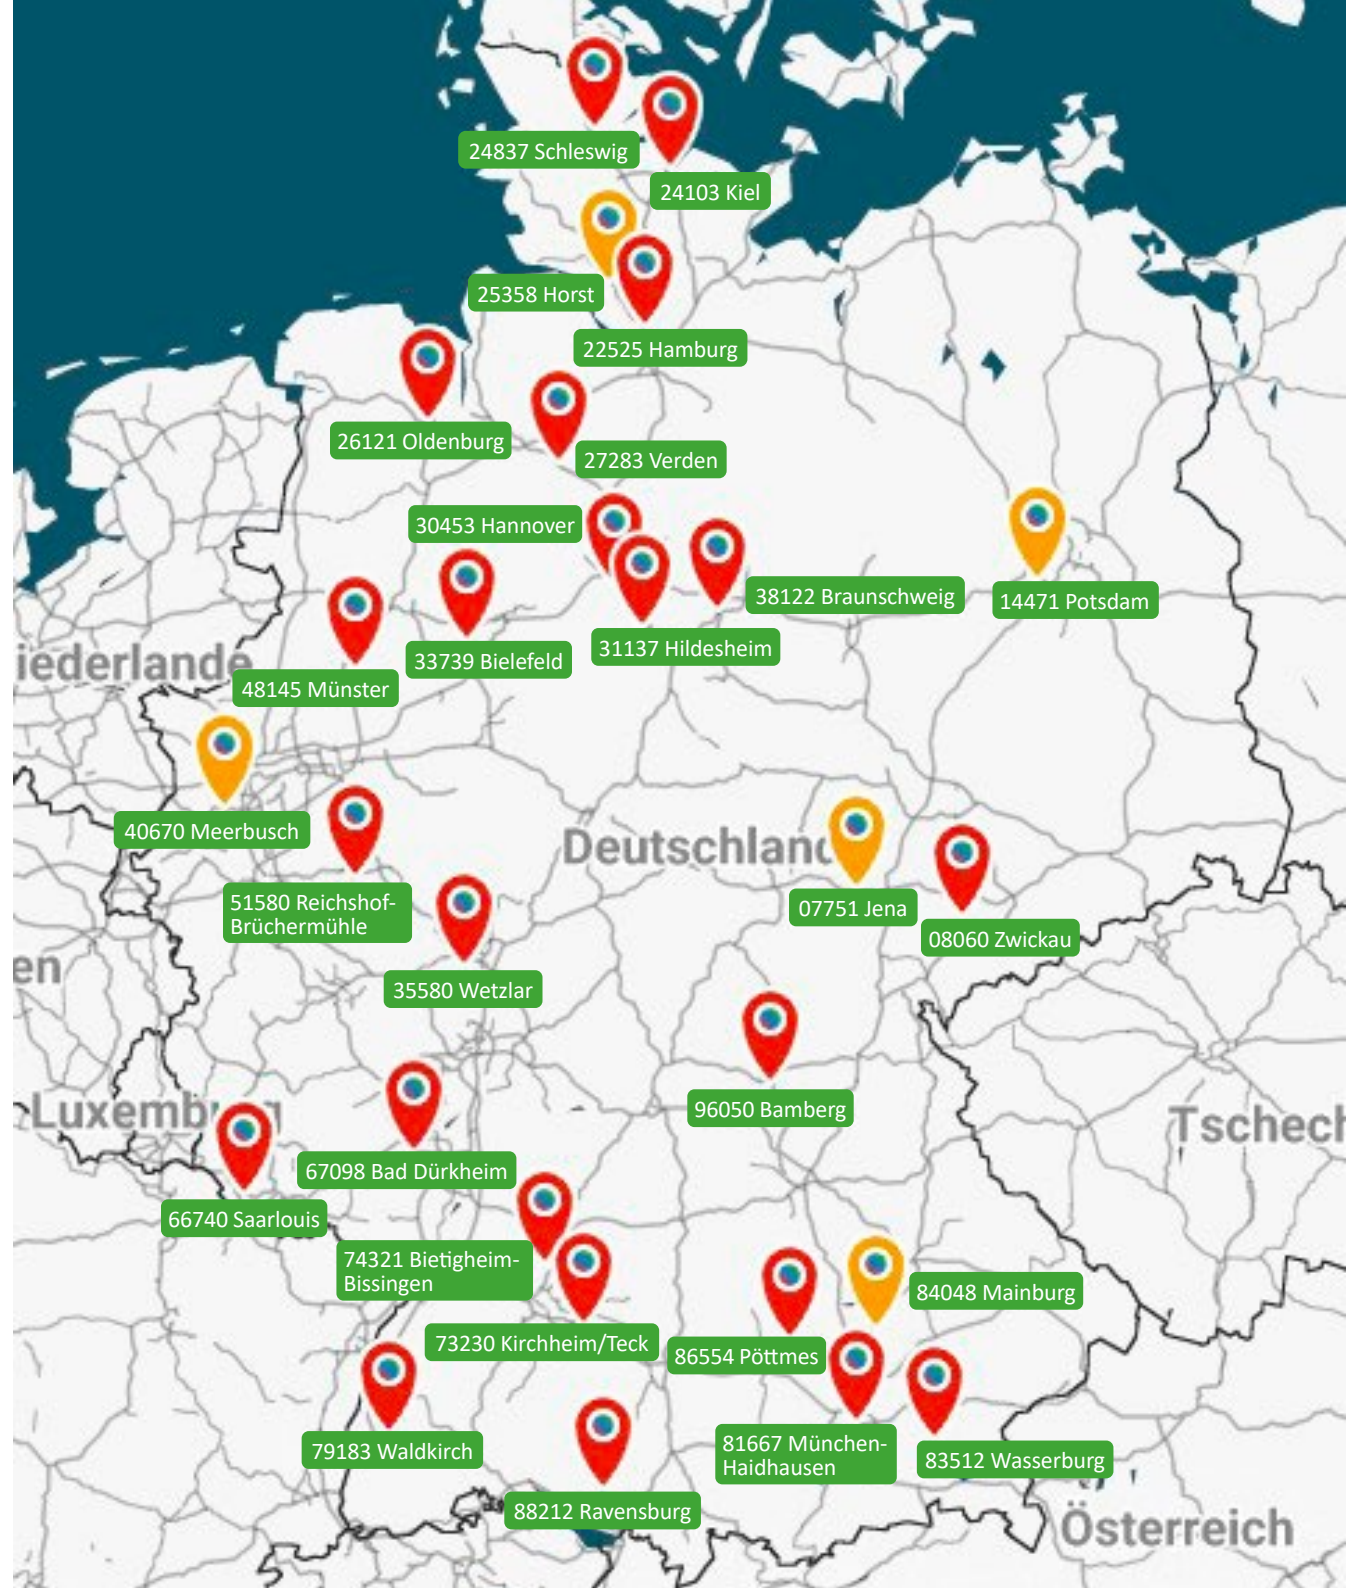 24837 Schleswig
24103 Kiel
25358 Horst
22525 Hamburg
26121 Oldenburg
27283 Verden
30453 Hannover
38122 Braunschweig
14471 Potsdam
31137 Hildesheim
33739 Bielefeld
iederlande
48145 Münster
40670 Meerbusch
Deutschland
51580 Reichshof-
Brüchermühle
07751 Jena
08060 Zwickau
en
35580 Wetzlar
96050 Bamberg
Luxemburg
Tschech
67098 Bad Dürkheim
66740 Saarlouis
74321 Bietigheim-
Bissingen
84048 Mainburg
73230 Kirchheim/Teck
86554 Pöttmes
79183 Waldkirch
81667 München-
Haidhausen
83512 Wasserburg
88212 Ravensburg
Österreich